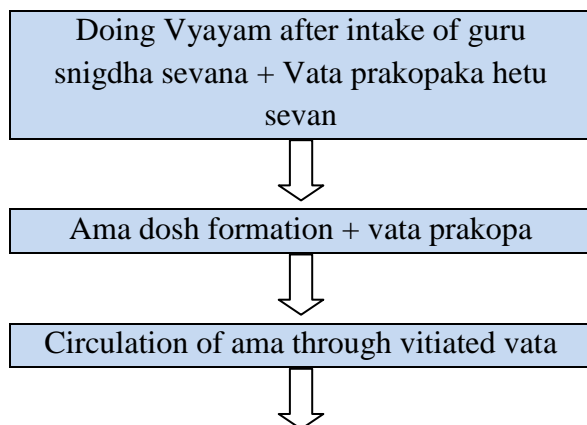 Doing Vyayam after intake of guru
snigdha sevana + Vata prakopaka hetu
sevan
Ama dosh formation + vata prakopa
Circulation of ama through vitiated vata